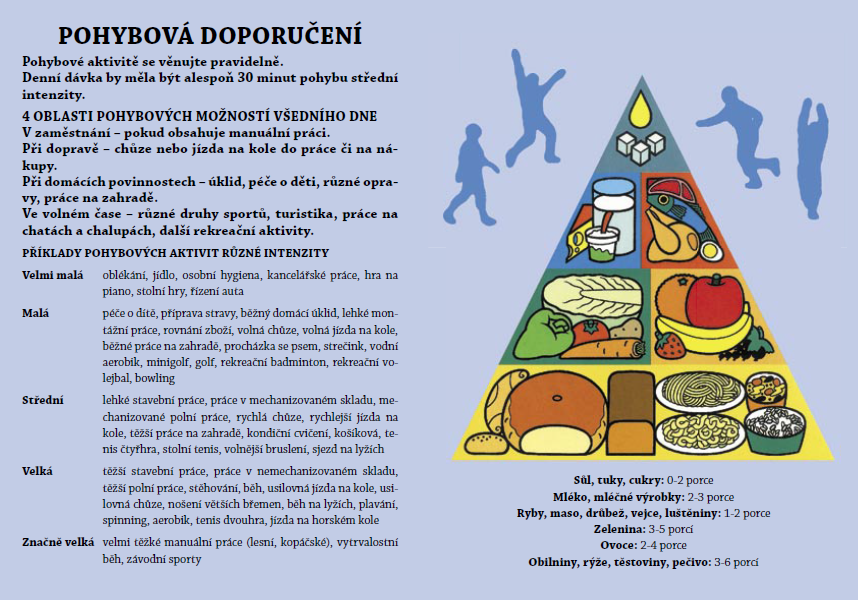 POHYBOVÁ DOPORUČENÍ
Pohybové aktivitě se věnujte pravidelně.
Denní dávka by měla být alespoň 30 minut pohybu střední
intenzity.
4 OBLASTI POHYBOVÝCH MOŽNOSTÍ VŠEDNÍHO DNE
V zaměstnání – pokud obsahuje manuální práci.
Při dopravě – chůze nebo jízda na kole do práce či na ná-
kupy.
Při domácích povinnostech – úklid, péče o děti, různé opra-
vy, práce na zahradě.
Ve volném čase – různé druhy sportů, turistika, práce na
chatách a chalupách, další rekreační aktivity.
PŘÍKLADY POHYBOVÝCH AKTIVIT RŮZNÉ INTENZITY
Velmi malá oblékání, jídlo, osobní hygiena, kancelářské práce, hra na
piano, stolní hry, řízení auta
Malá péče o dítě, příprava stravy, běžný domácí úklid, lehké mon-
tážní práce, rovnání zboží, volná chůze, volná jízda na kole,
běžné práce na zahradě, procházka se psem, strečink, vodní
aerobik, minigolf, golf, rekreační badminton, rekreační vo-
lejbal, bowling
Střední lehké stavební práce, práce v mechanizovaném skladu, me-
chanizované polní práce, rychlá chůze, rychlejší jízda na
kole, těžší práce na zahradě, kondiční cvičení, košíková, te-
nis čtyřhra, stolní tenis, volnější bruslení, sjezd na lyžích
Velká těžší stavební práce, práce v nemechanizovaném skladu,
těžší polní práce, stěhování, běh, usilovná jízda na kole, usi-
lovná chůze, nošení větších břemen, běh na lyžích, plavání,
spinning, aerobik, tenis dvouhra, jízda na horském kole
Značně velká velmi těžké manuální práce (lesní, kopáčské), vytrvalostní
běh, závodní sporty
Sůl, tuky, cukry: 0-2 porce
Mléko, mléčné výrobky: 2-3 porce
Ryby, maso, drůbež, vejce, luštěniny: 1-2 porce
Zelenina: 3-5 porcí
Ovoce: 2-4 porce
Obilniny, rýže, těstoviny, pečivo: 3-6 porcí